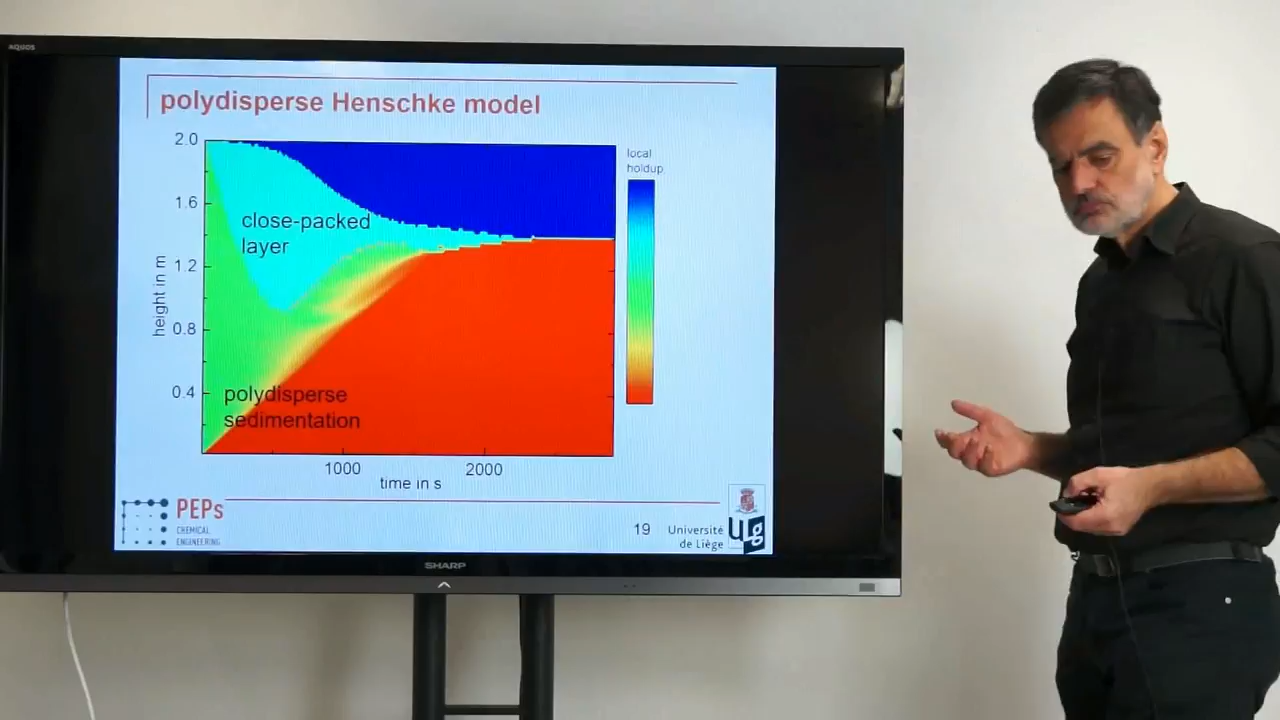 AQUOS
polydisperse Henschke model
2.0
1.6
1.2
0.8
0.4
height in m
close-packed
layer
polydisperse
sedimentation
local
holdup
1000
2000
time in s
PEPs
CHEMICAL
ENGINEERING
19
Université
de Liège
ULg
SHARP